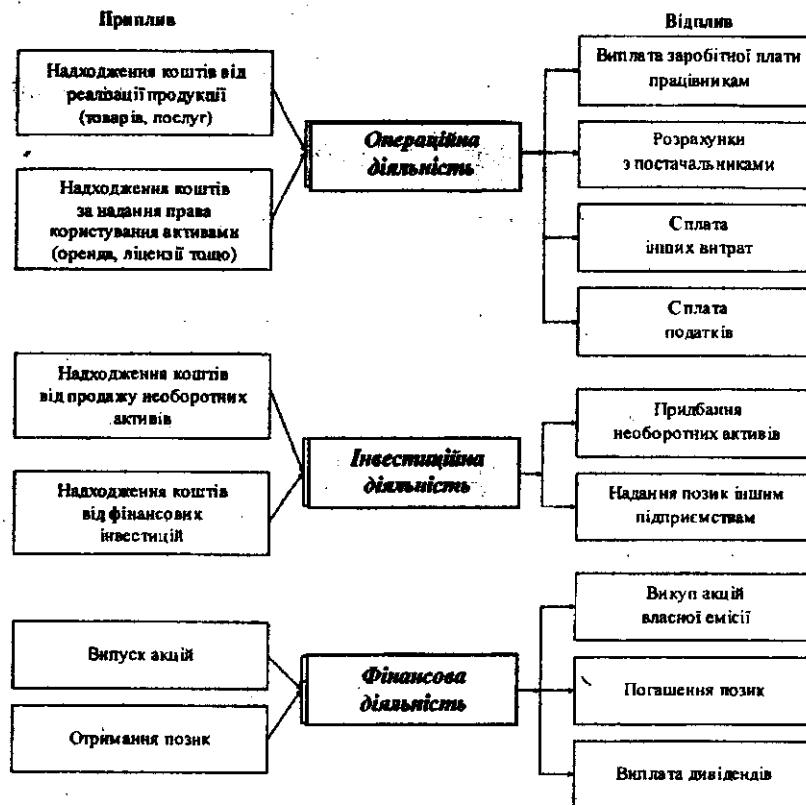 Приплив
Відплив
Надходження коштів від
реалізації продукції
(товарів, послуг)
Надходження коштів
за надання права
користування активами
(оренда, ліцензії тощо)
Операційна
діяльність
Виплата заробітної плати
працівникам
Розрахунки
з постачальниками
Сплата
інших витрат
Сплата
податків
Надходження коштів
від продажу необоротних
активів
Надходження коштів
від фінансових
інвестицій
Інвестиційна
діяльність
Придбання
необоротних активів
Надання позик іншим
підприємствам
Випуск акцій
Отримання позик
Фінансова
діяльність
Викуп акцій
власної емісії
Погашення позик
Виплата дивідендів